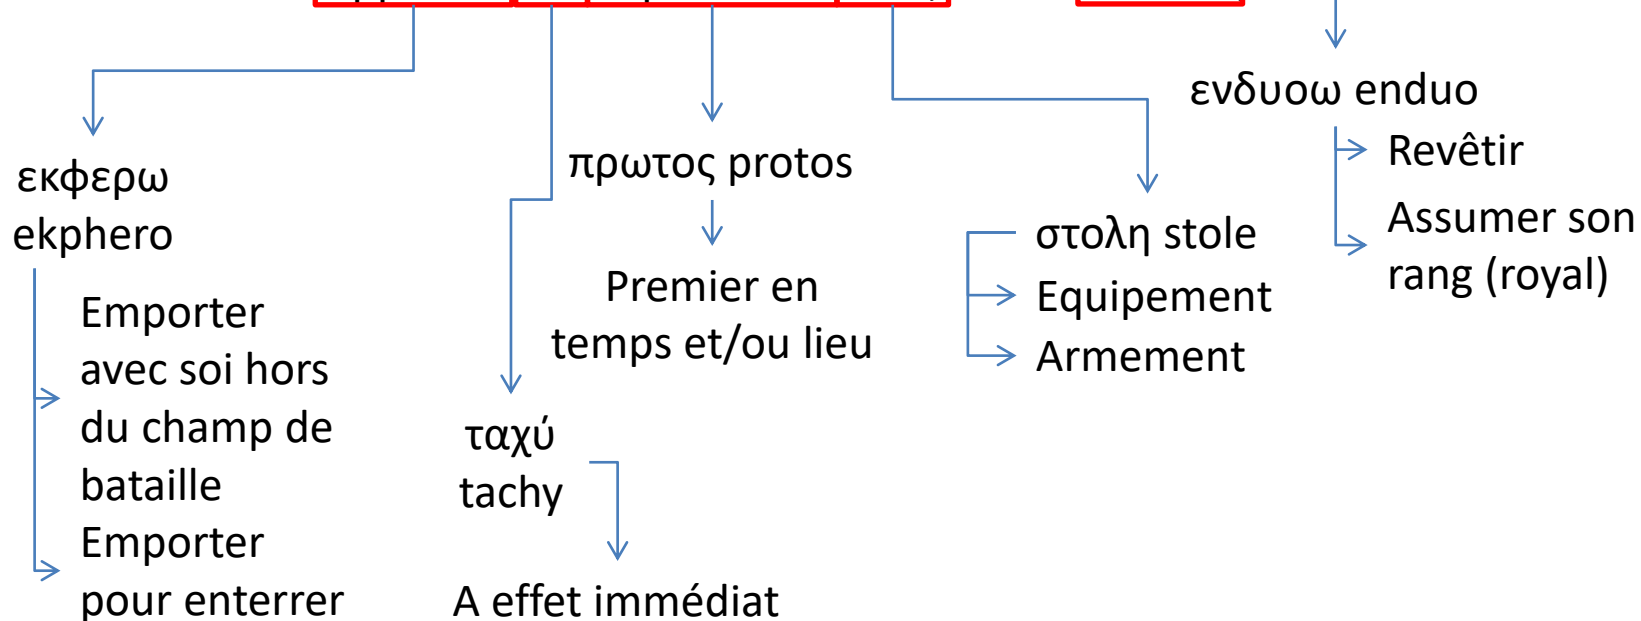 εκφερω
ekphero
Emporter
avec soi hors
du champ de
bataille
Emporter
pour enterrer
ταχύ
tachy
A effet immédiat
πρωτος protos
Premier en
temps et/ou lieu
στολη stole
Equipement
Armement
ενδυοω enduo
Revêtir
Assumer son
rang (royal)